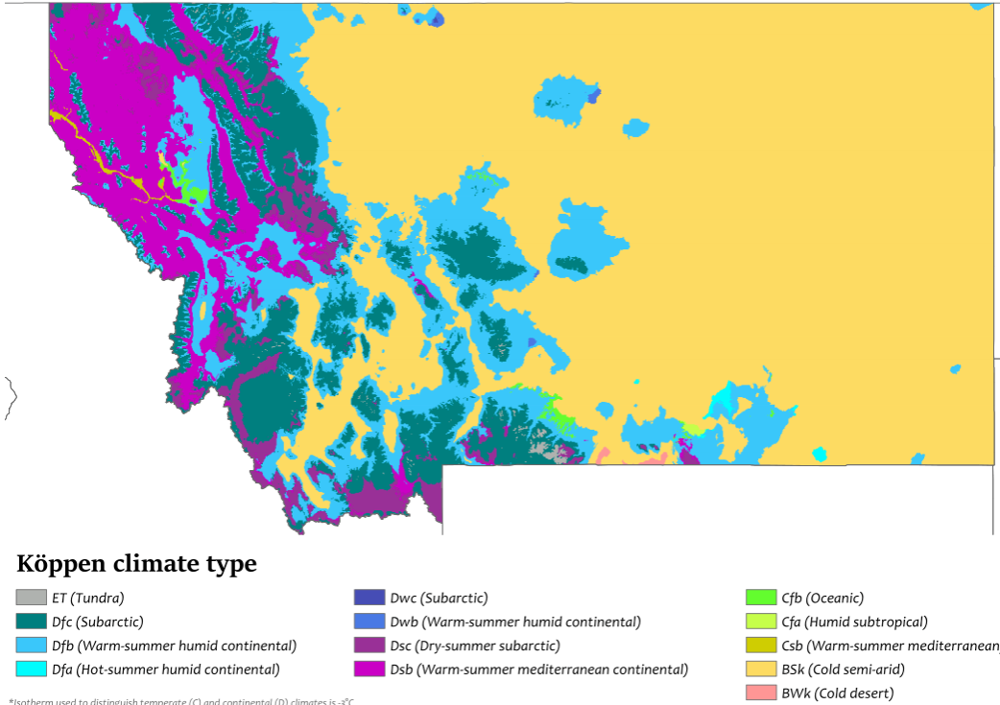 Köppen climate type
ET (Tundra)
Dfc (Subarctic)
Dfb (Warm-summer humid continental)
Dfa (Hot-summer humid continental)
Dwc (Subarctic)
Dwb (Warm-summer humid continental)
Dsc (Dry-summer subarctic)
Dsb (Warm-summer mediterranean continental)
Cfb (Oceanic)
Cfa (Humid subtropical)
Csb (Warm-summer mediterranean)
BSk (Cold semi-arid)
BWk (Cold desert)
*Isotherm used to distinguish temperate (C) and continental (D) climates is -3°C